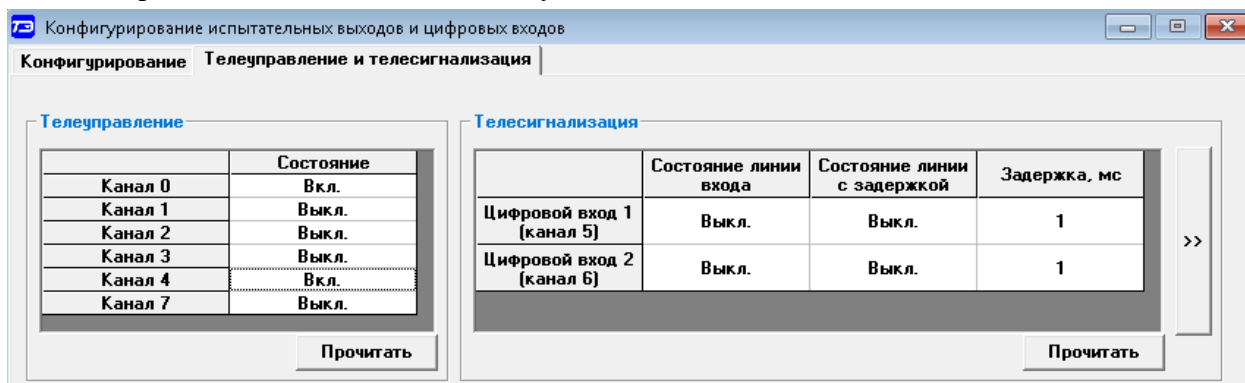 ТЭ Конфигурирование испытательных выходов и цифровых входов
Конфигурирование Телеуправление и телесигнализация
Телеуправление
Состояние
Канал 0 Вкл.
Канал 1 Выкл.
Канал 2 Выкл.
Канал 3 Выкл.
Канал 4 Вкл.
Канал 7 Выкл.
Прочитать
Телесигнализация
Состояние линии входа Состояние линии с задержкой Задержка, мс
Цифровой вход 1 (канал 5) Выкл. Выкл. 1
Цифровой вход 2 (канал 6) Выкл. Выкл. 1
>>
Прочитать